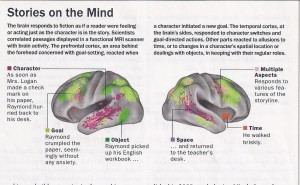 Stories on the Mind
The brain responds to fiction as if a reader were feeling
or acting just as the character is in the story. Scientists
correlated passages displayed in a functional MRI scanner
with brain activity. The prefrontal cortex, an area behind
the forehead concerned with goal-setting, reacted when
a character initiated a new goal. The temporal cortex, at
the brain's sides, responded to character switches and
goal-directed actions. Other parts reacted to allusions to
time, or to changes in a character's spatial location or
dealings with objects, in keeping with their regular roles.
Character
As soon as
Mrs. Logan
made a check
mark on
his paper,
Raymond hur-
ried back to
his desk.
Goal
Raymond
crumpled the
paper, seem-
ingly without
any anxiety.
Object
Raymond picked
up his English
workbook ...
Space
... and returned
to the teacher's
desk.
Multiple
Aspects
Responds to
various fea-
tures of the
storyline.
Time
He walked
briskly.